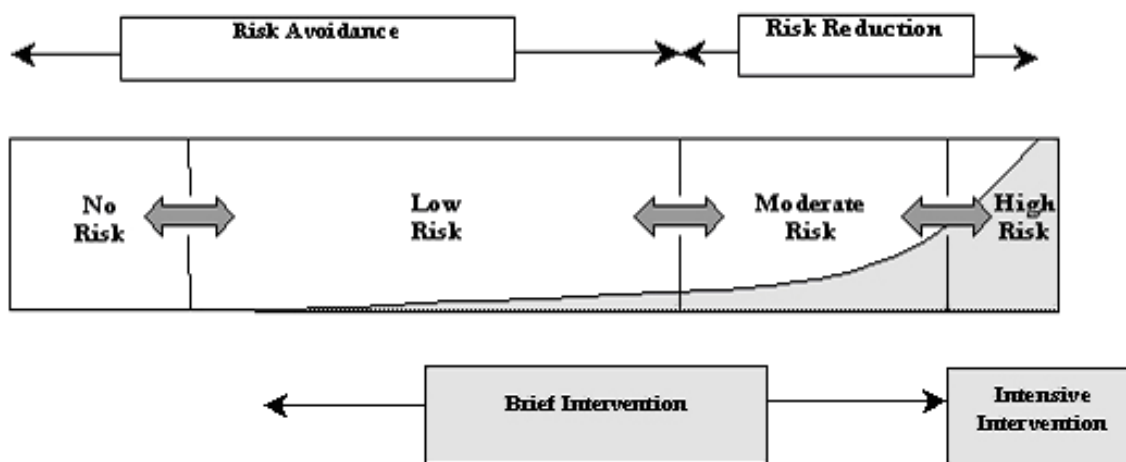 Risk Avoidance
Risk Reduction
No
Risk
Low
Risk
Moderate
Risk
High
Risk
Brief Intervention
Intensive
Intervention